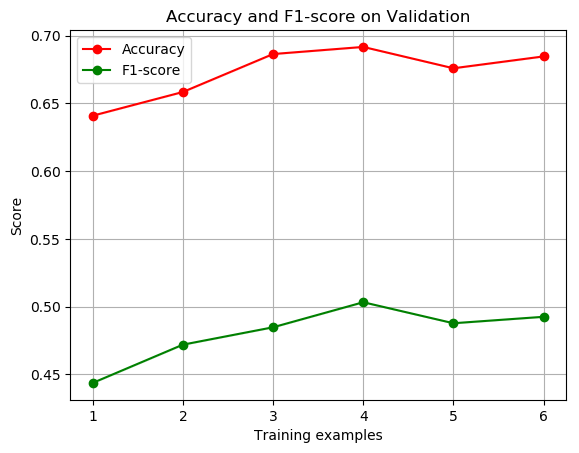 Accuracy and F1-score on Validation
Accuracy
F1-score
0.70
0.65
0.60
0.55
0.50
0.45
Score
1 2 3 4 5 6
Training examples